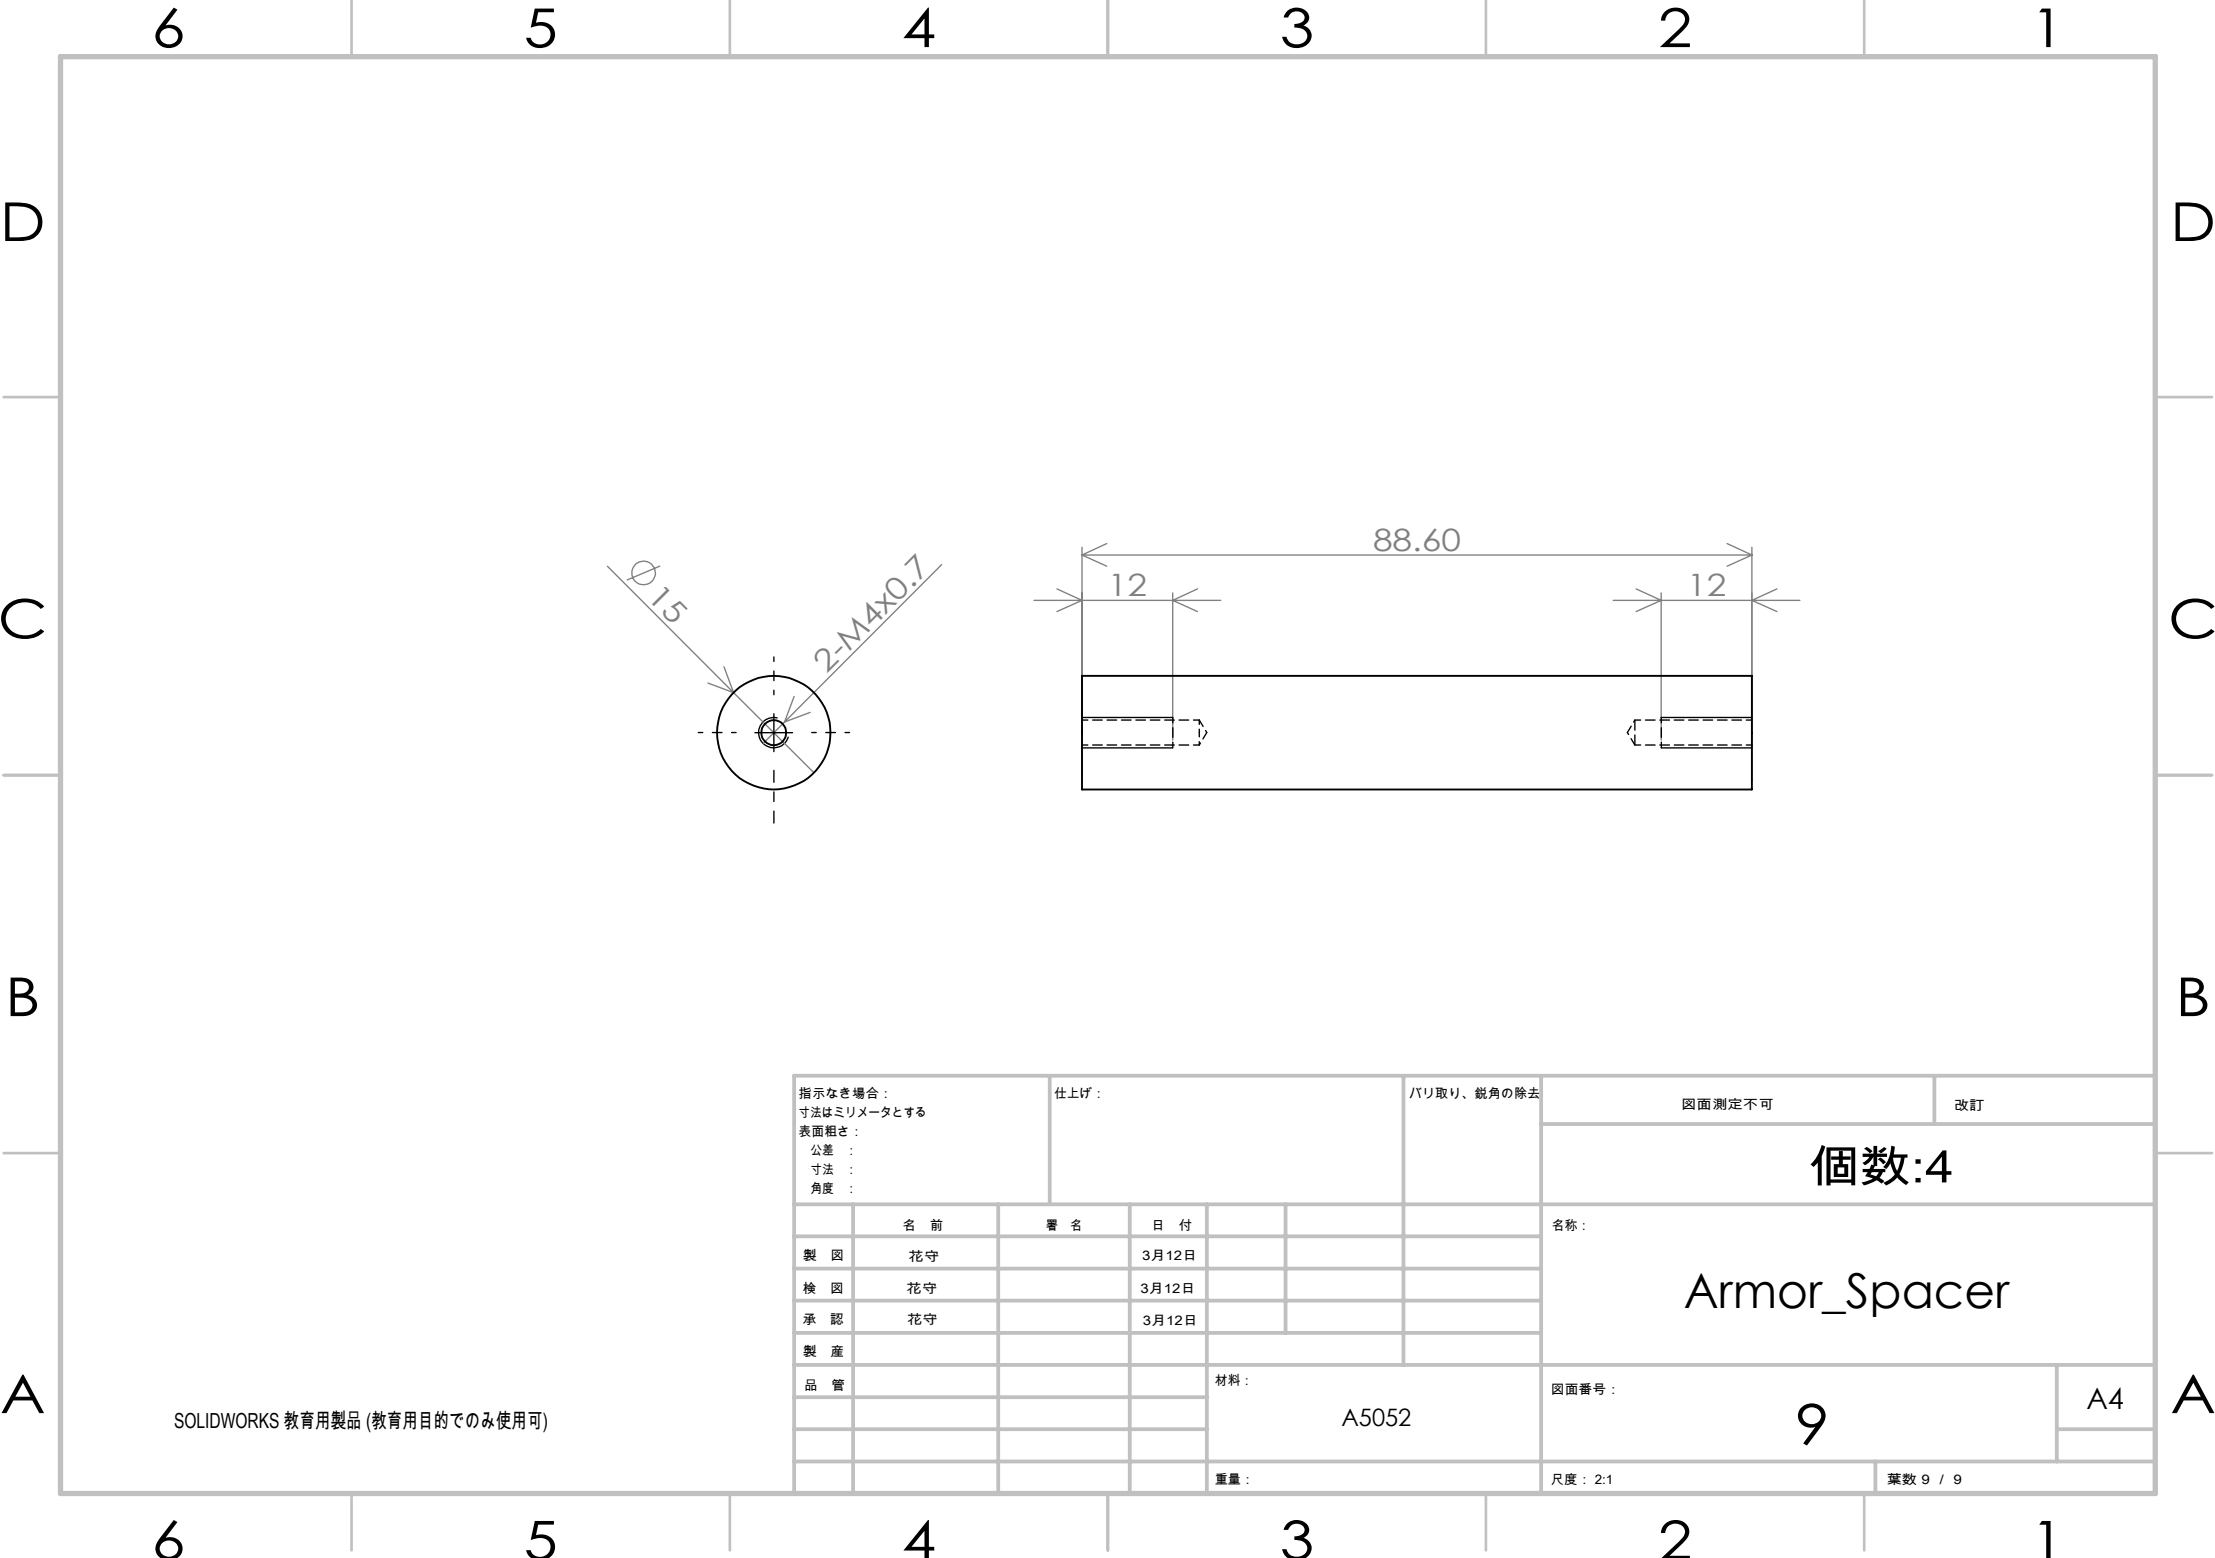 6 5 4 3 2 1
D D
88.60
12 12
Ø15
2-M4x0.7
C C
B B
指示なき場合：
寸法はミリメータとする
表面粗さ：
公差 ：
寸法 ：
角度 ：
仕上げ：
バリ取り、鋭角の除去
図面測定不可
改訂
個数:4
名 前 署 名 日 付
製 図 花守 3月12日
検 図 花守 3月12日
承 認 花守 3月12日
製 産
品 管
名称：
Armor_Spacer
材料：
A5052
図面番号：
9
A4
重量：
尺度：2:1
葉数 9 / 9
A A
SOLIDWORKS 教育用製品 (教育用目的でのみ使用可)
6 5 4 3 2 1